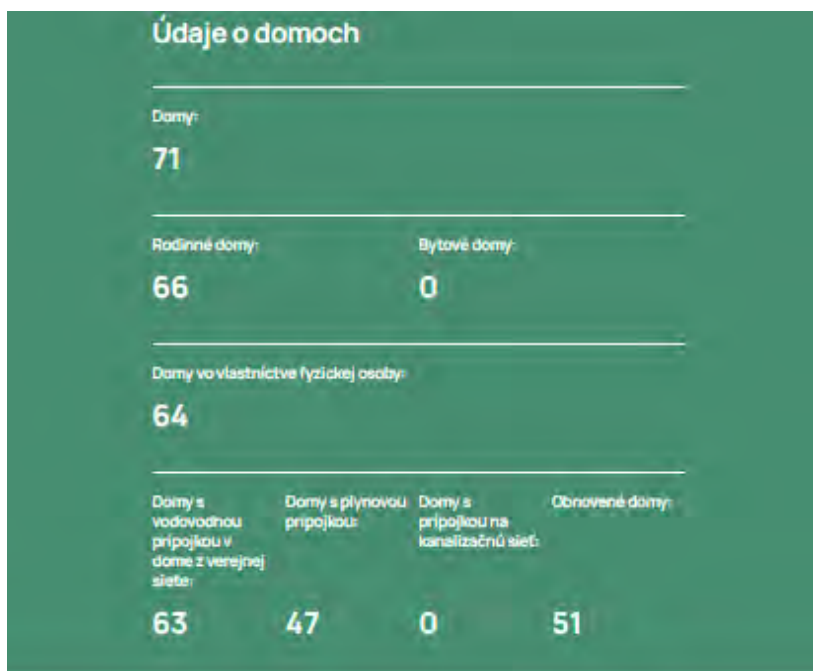 Údaje o domoch
Domy:
71
Rodinné domy:
Bytové domy:
66
0
Domy vo vlastníctve fyzickej osoby:
64
Domy s
vodovodnou
prípojkou v
dome z verejnej
siete:
Domy s plynovou
prípojkou:
Domy s
prípojkou na
kanalizačnú sieť:
Obnovené domy:
63
47
0
51